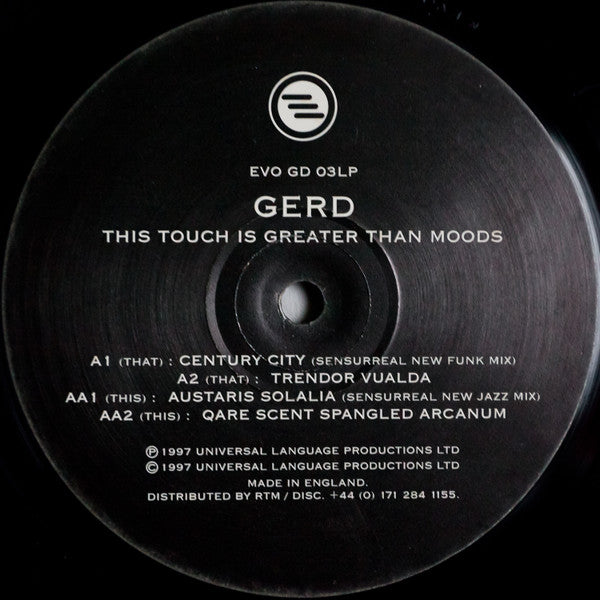 EVO GD 03LP
GERD
THIS TOUCH IS GREATER THAN MOODS
A1 (THAT) : CENTURY CITY (SENSURREAL NEW FUNK MIX)
A2 (THAT) : TRENDOR VUALDA
AA1 (THIS) : AUSTARIS SOLALIA (SENSURREAL NEW JAZZ MIX)
AA2 (THIS) : QARE SCENT SPANGLED ARCANUM
℗ 1997 UNIVERSAL LANGUAGE PRODUCTIONS LTD
© 1997 UNIVERSAL LANGUAGE PRODUCTIONS LTD
MADE IN ENGLAND.
DISTRIBUTED BY RTM / DISC. +44 (0) 171 284 1155.